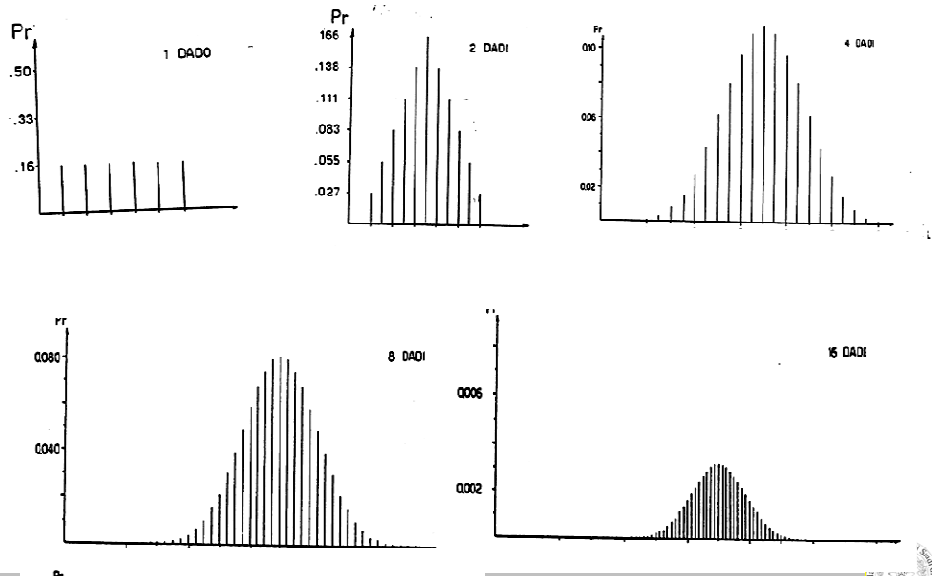 Pr
1 DADO
.50
.33
.16
Pr
2 DADI
.166
.138
.111
.083
.055
.027
Pr
4 DADI
0.10
0.06
0.02
Pr
8 DADI
0.080
0.040
16 DADI
0.006
0.002
Pr